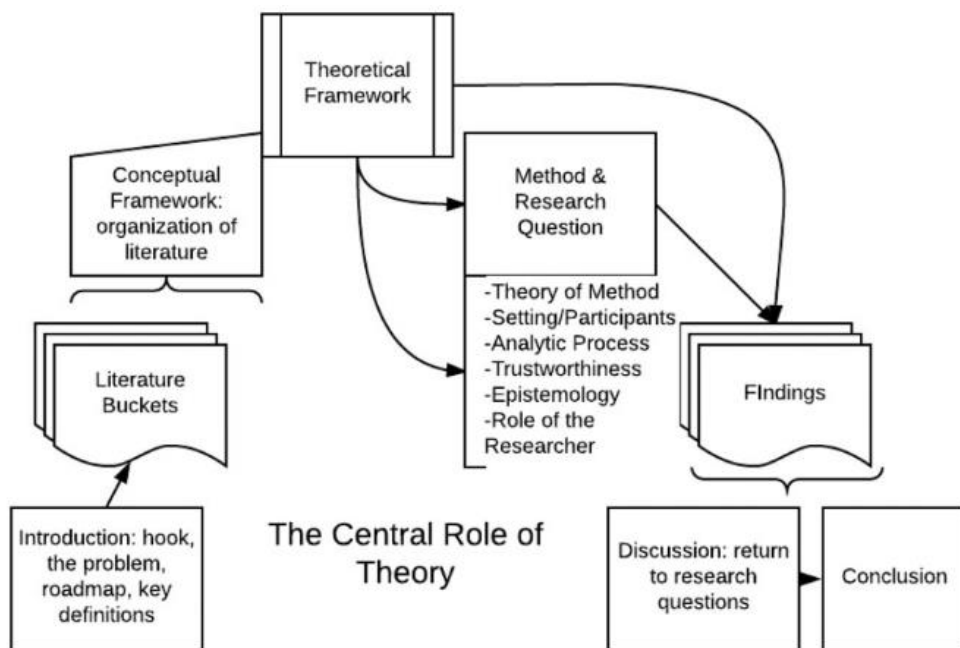 Theoretical
Framework
Conceptual
Framework:
organization of
literature
Method &
Research
Question
-Theory of Method
-Setting/Participants
-Analytic Process
-Trustworthiness
-Epistemology
-Role of the
Researcher
Literature
Buckets
FIndings
Introduction: hook,
the problem,
roadmap, key
definitions
The Central Role of
Theory
Discussion: return
to research
questions
Conclusion